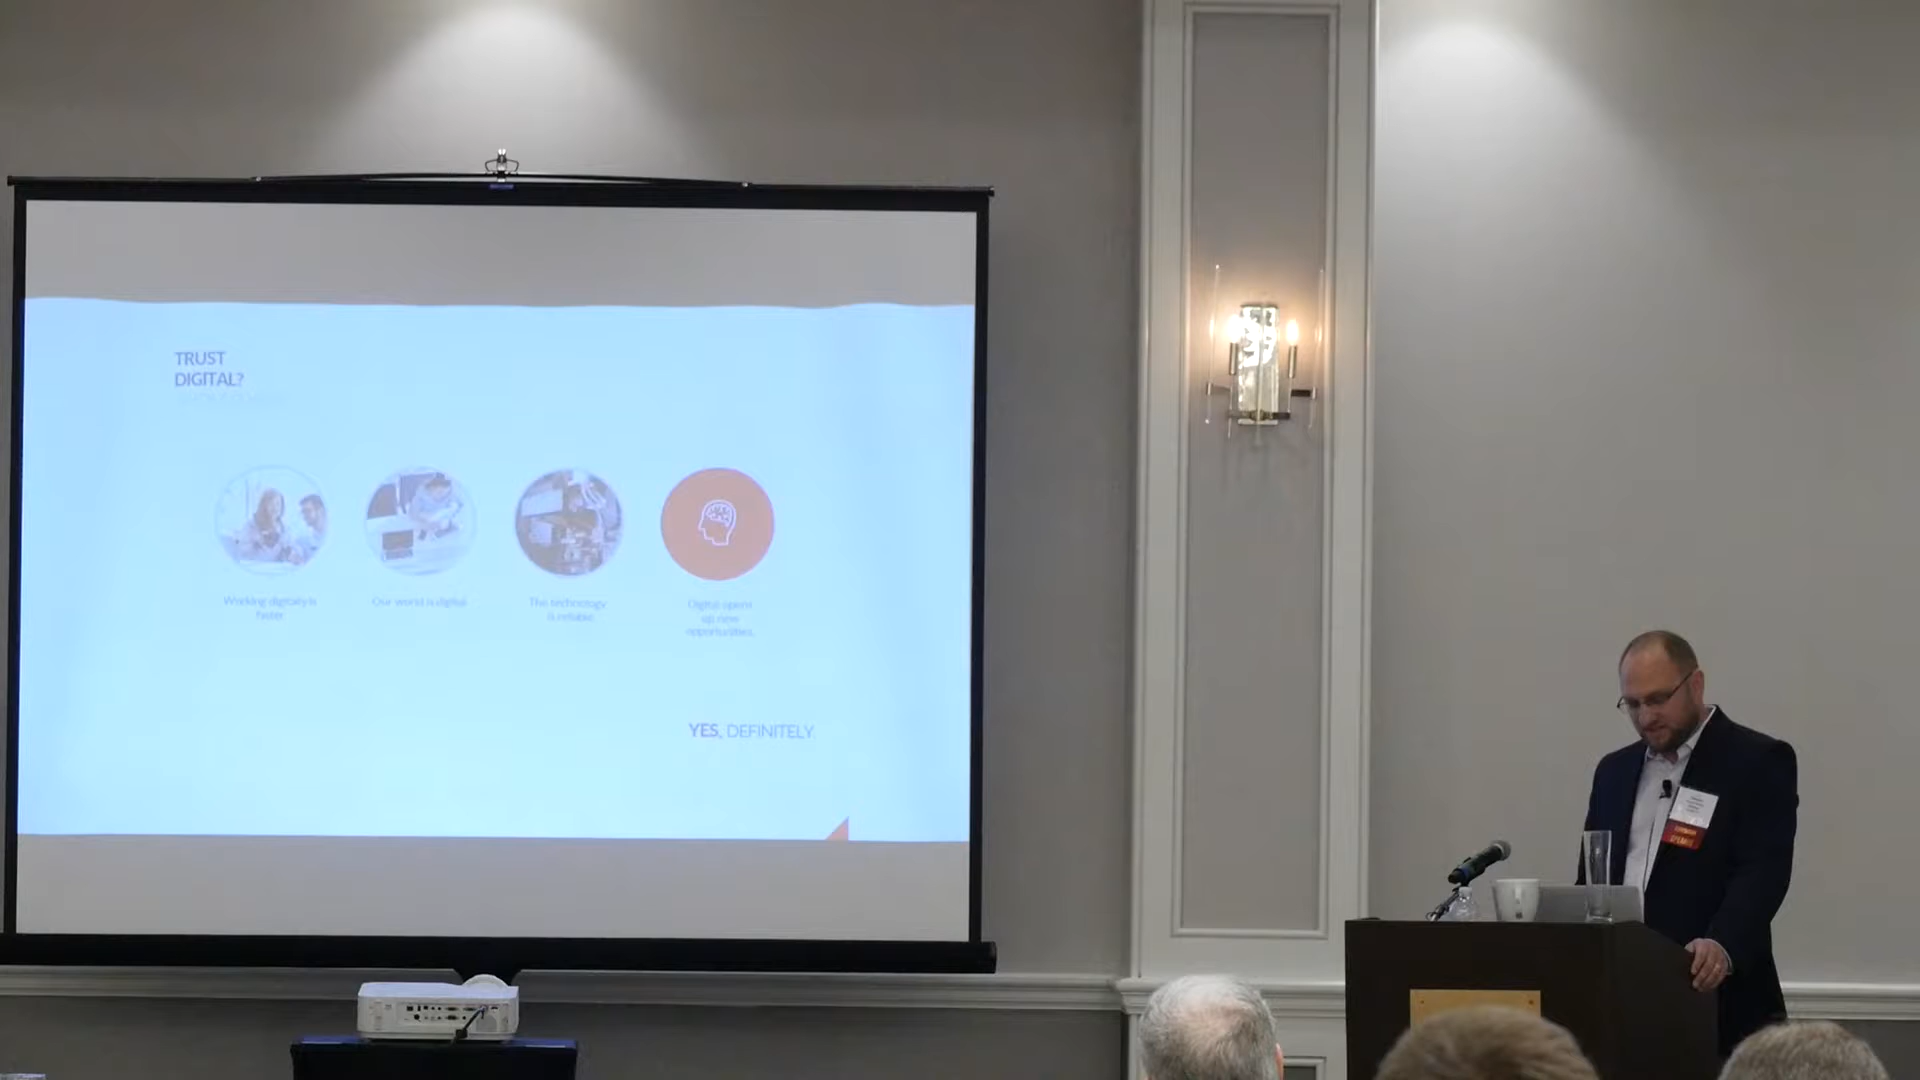 TRUST
DIGITAL?
Working digitally is
faster
Our world is digital
The technology
is reliable
Digital opens
up new
opportunities.
YES, DEFINITELY.
SPEAKER